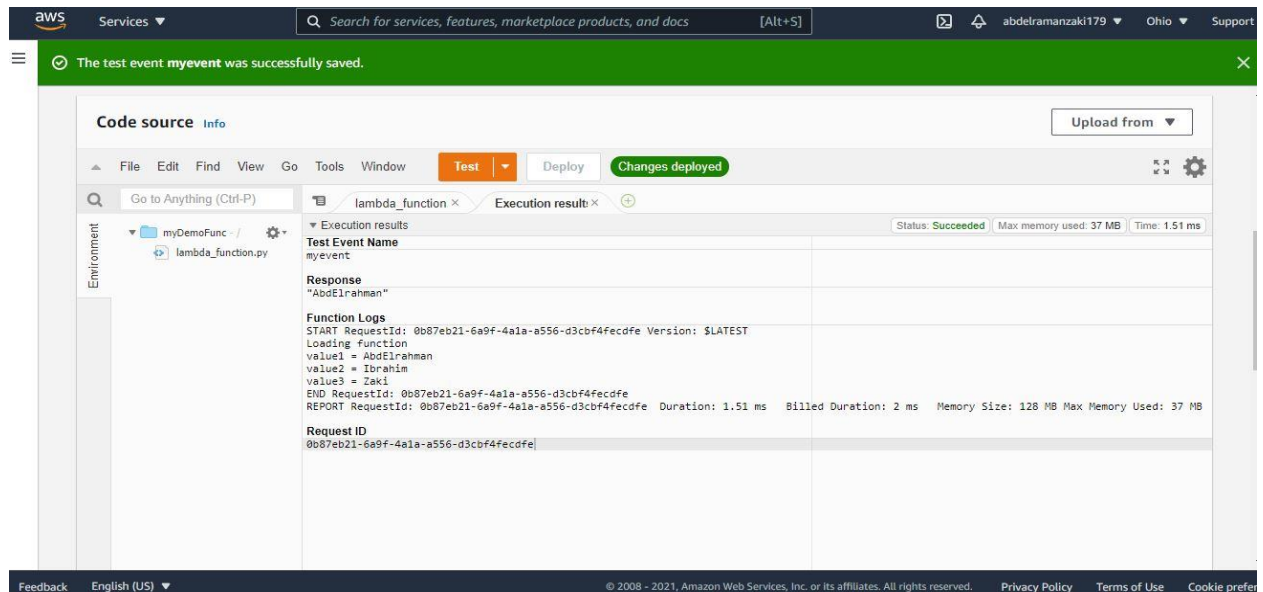 aws Services ▼ Search for services, features, marketplace products, and docs [Alt+S] abdelramanzaki179 ▼ Ohio ▼ Support
The test event myevent was successfully saved.
Code source Info Upload from ▼
File Edit Find View Go Tools Window Test Deploy Changes deployed
Go to Anything (Ctrl-P) lambda_function × Execution result× 
Environment
myDemoFunc - /
lambda_function.py
Execution results Status: Succeeded Max memory used: 37 MB Time: 1.51 ms
Test Event Name
myevent
Response
"AbdElrahman"
Function Logs
START RequestId: 0b87eb21-6a9f-4a1a-a556-d3cbf4fecdfe Version: $LATEST
Loading function
value1 = AbdElrahman
value2 = Ibrahim
value3 = Zaki
END RequestId: 0b87eb21-6a9f-4a1a-a556-d3cbf4fecdfe
REPORT RequestId: 0b87eb21-6a9f-4a1a-a556-d3cbf4fecdfe Duration: 1.51 ms Billed Duration: 2 ms Memory Size: 128 MB Max Memory Used: 37 MB
Request ID
0b87eb21-6a9f-4a1a-a556-d3cbf4fecdfe
Feedback English (US) ▼ © 2008 - 2021, Amazon Web Services, Inc. or its affiliates. All rights reserved. Privacy Policy Terms of Use Cookie prefer